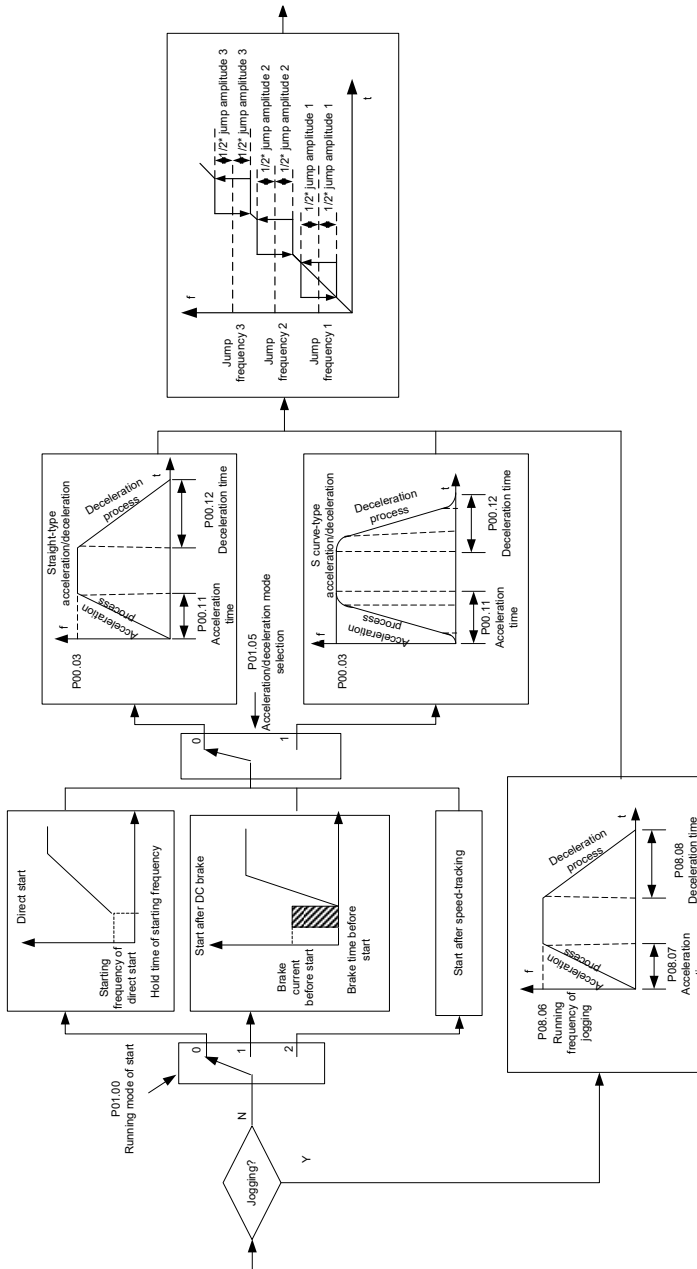 Jogging?
N
Y
P01.00
Running mode of start
0
1
2
Direct start
Starting
frequency of
direct start
Hold time of starting frequency
Start after DC brake
Brake
current
before start
Brake time before
start
Start after speed-tracking
P01.05
Acceleration/deceleration mode
selection
0
1
Straight-type
acceleration/deceleration
f
P00.03
Acceleration
process
Deceleration
process
t
P00.11
Acceleration
time
P00.12
Deceleration time
S curve-type
acceleration/deceleration
f
P00.03
Acceleration
process
Deceleration
process
t
P00.11
Acceleration
time
P00.12
Deceleration time
P08.06
Running
frequency of
jogging
f
Acceleration
process
Deceleration
process
t
P08.07
Acceleration
P08.08
Deceleration time
f
Jump
frequency 3
Jump
frequency 2
Jump
frequency 1
1/2* jump amplitude 3
1/2* jump amplitude 3
1/2* jump amplitude 2
1/2* jump amplitude 2
1/2* jump amplitude 1
1/2* jump amplitude 1
t